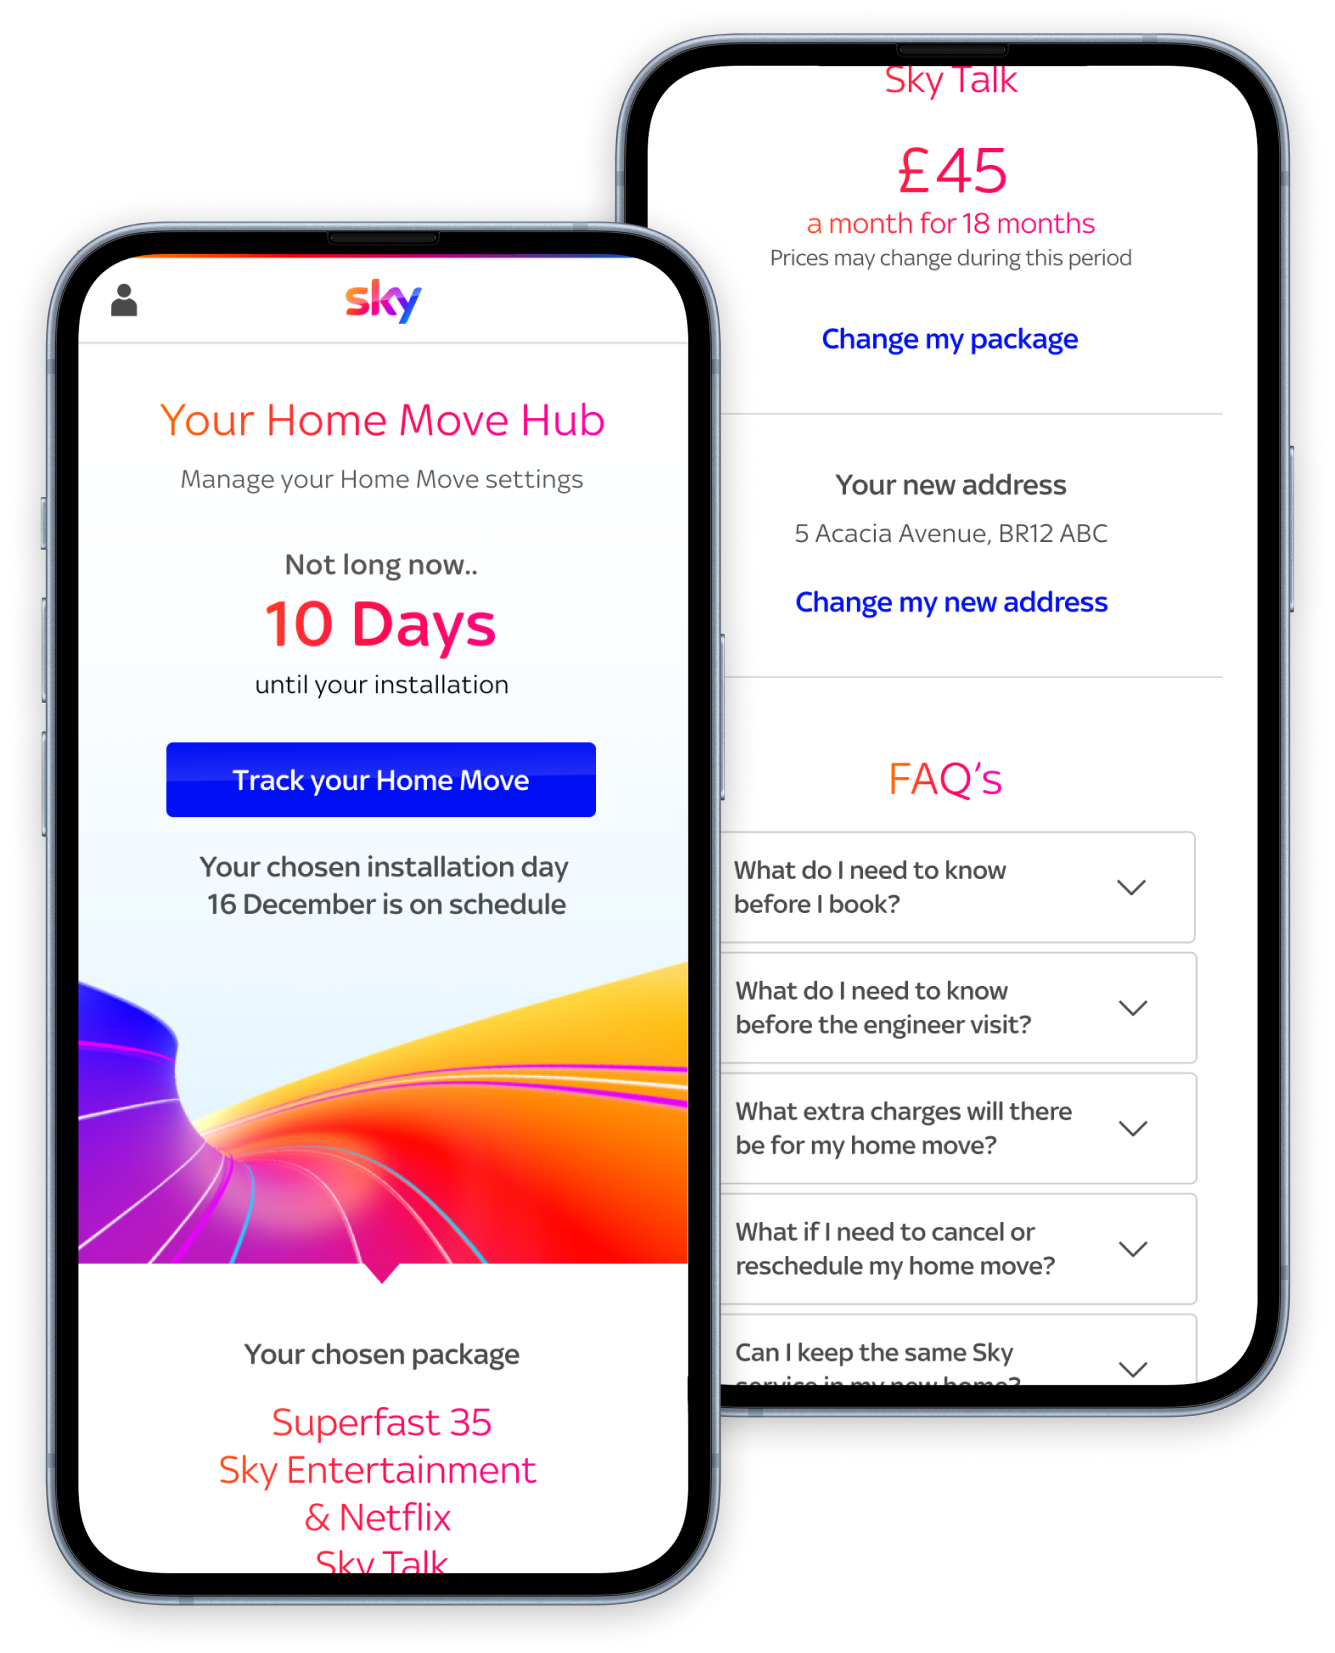 sky
Your Home Move Hub
Manage your Home Move settings
Not long now..
10 Days
until your installation
Track your Home Move
Your chosen installation day
16 December is on schedule
Your chosen package
Superfast 35
Sky Entertainment
& Netflix
Sky Talk
Sky Talk
£45
a month for 18 months
Prices may change during this period
Change my package
Your new address
5 Acacia Avenue, BR12 ABC
Change my new address
FAQ's
What do I need to know
before I book?
What do I need to know
before the engineer visit?
What extra charges will there
be for my home move?
What if I need to cancel or
reschedule my home move?
Can I keep the same Sky
service in my new home?